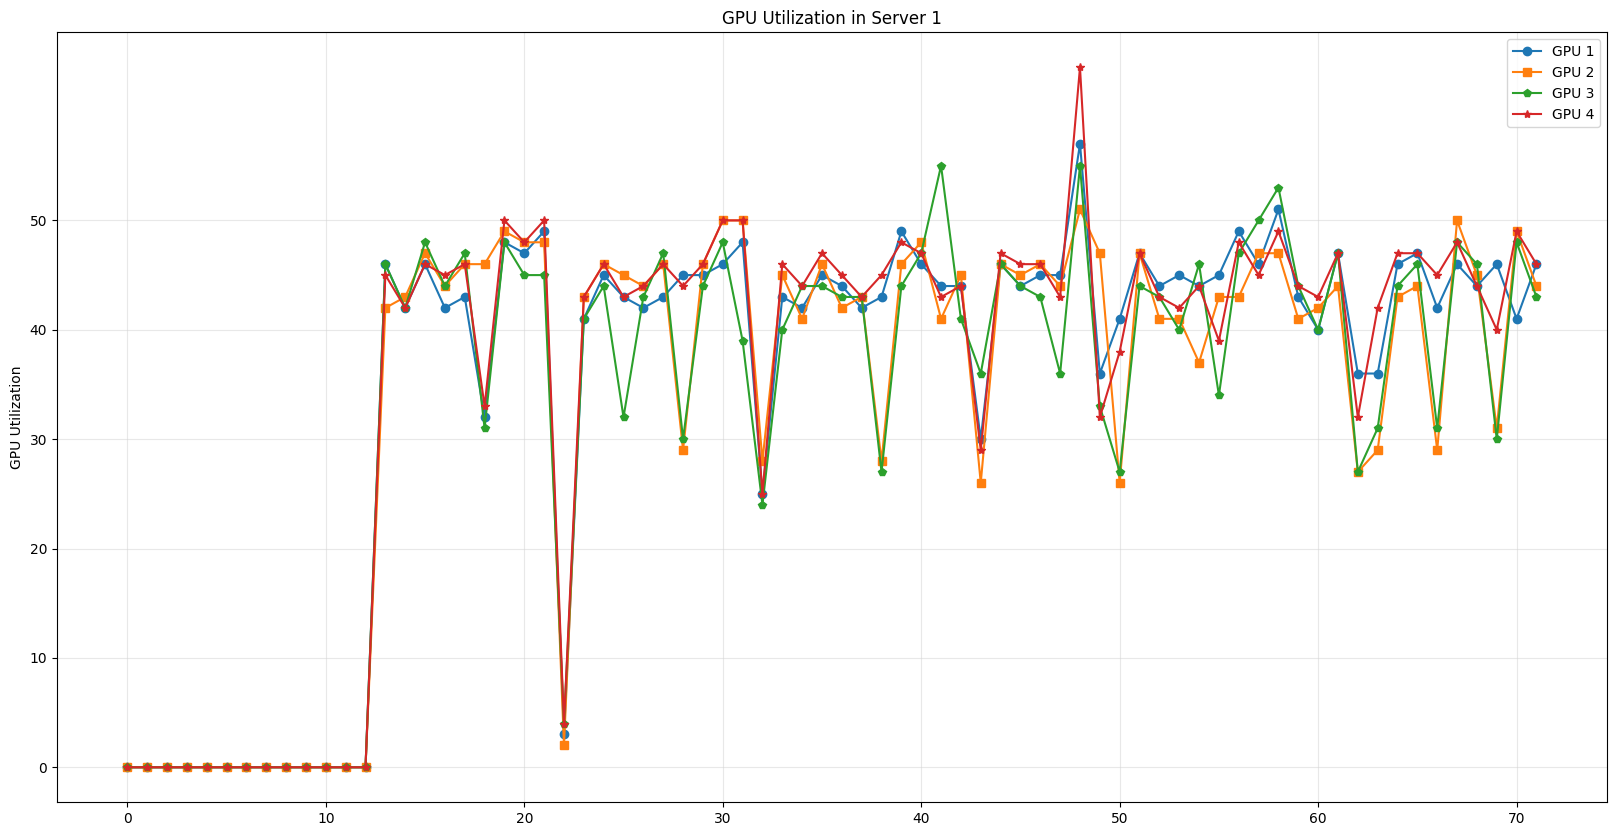 GPU Utilization in Server 1
GPU 1
GPU 2
GPU 3
GPU 4
GPU Utilization
50
40
30
20
10
0
0 10 20 30 40 50 60 70